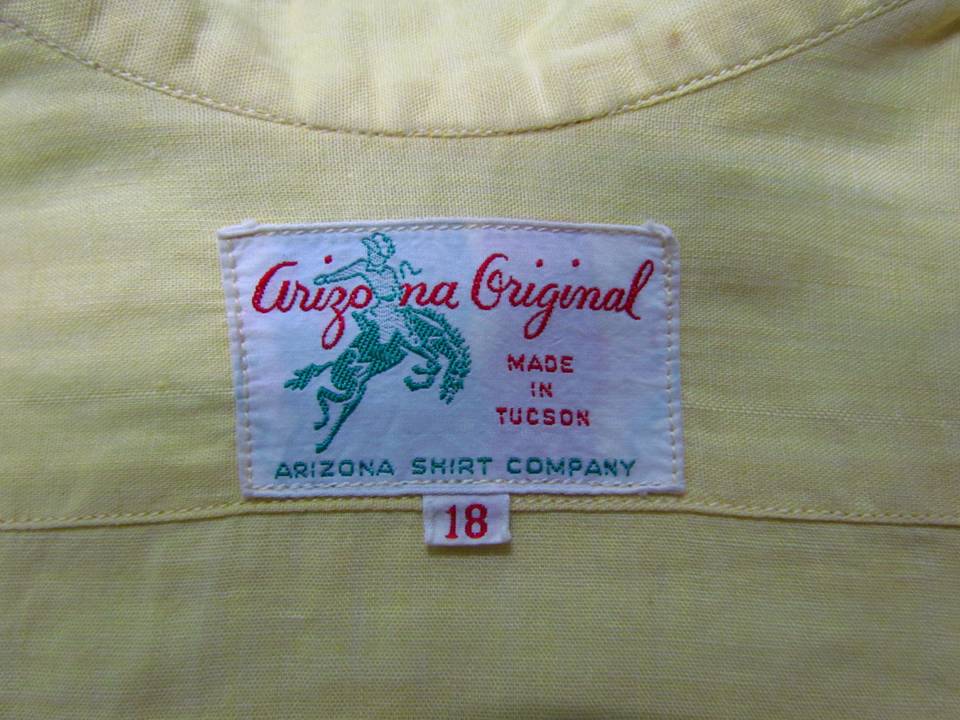 Arizona Original
MADE
IN
TUCSON
ARIZONA SHIRT COMPANY
18